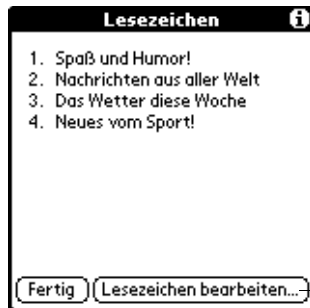 Lesezeichen
1. Spaß und Humor!
2. Nachrichten aus aller Welt
3. Das Wetter diese Woche
4. Neues vom Sport!
Fertig Lesezeichen bearbeiten...